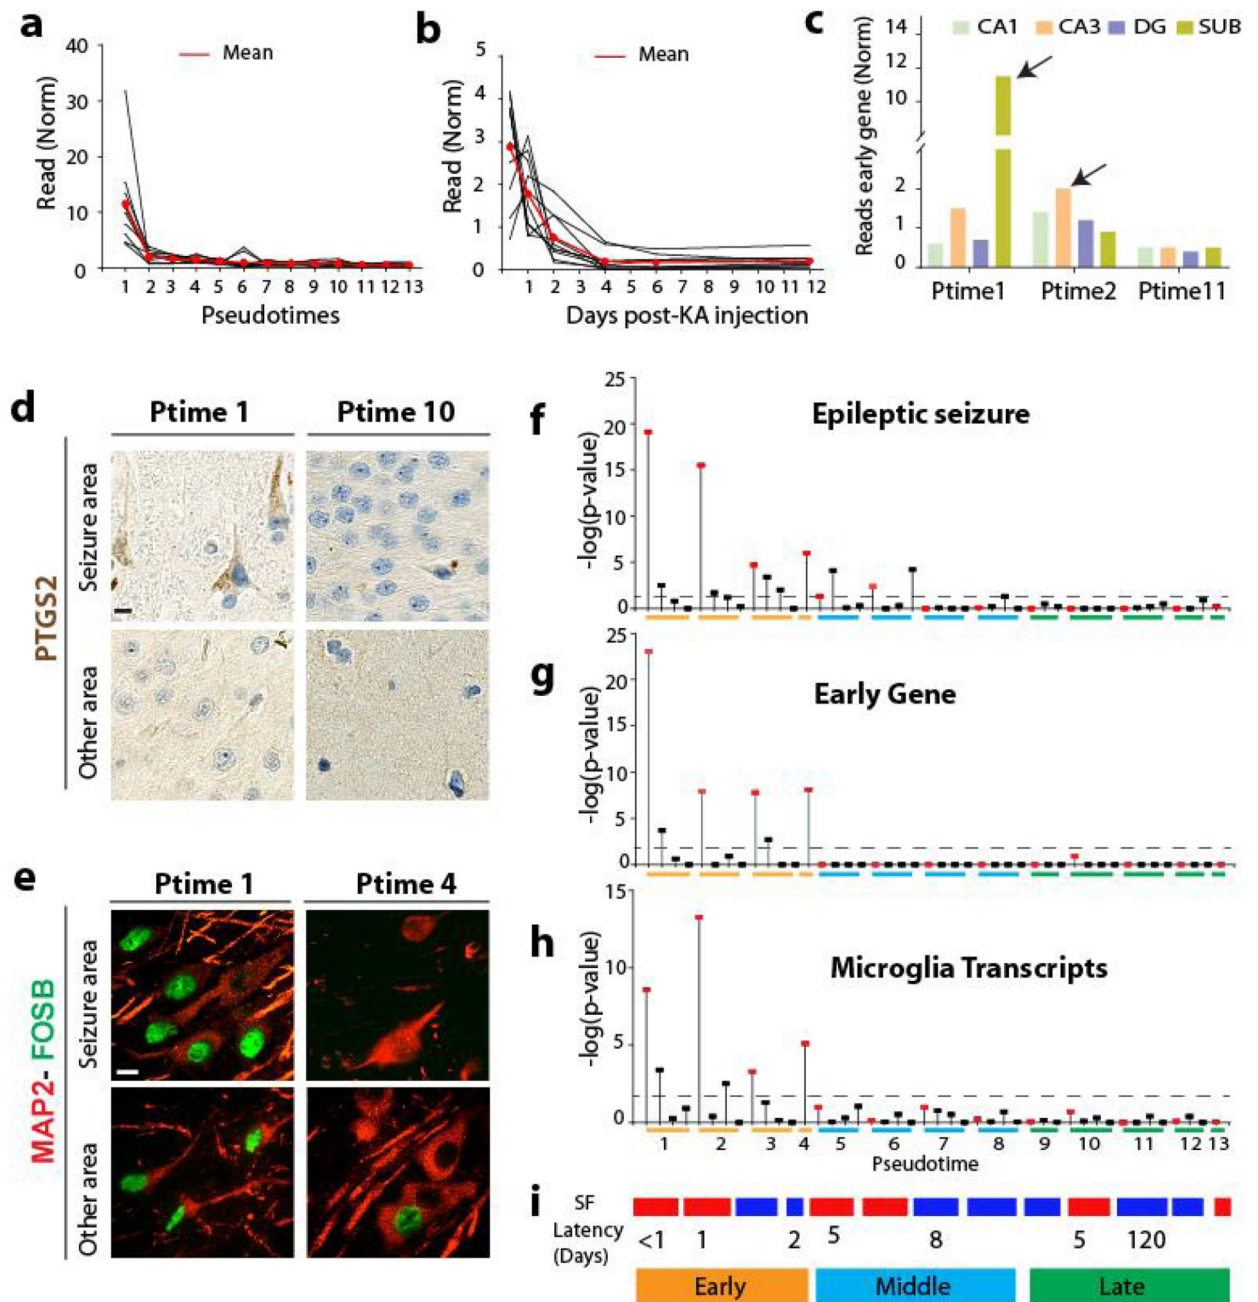 a
Mean
Read (Norm)
40
30
20
10
0
1 2 3 4 5 6 7 8 9 10 11 12 13
Pseudotimes
b
Mean
Read (Norm)
5
4
3
2
1
0
1 2 3 4 5 6 7 8 9 10 11 12
Days post-KA injection
c
CA1 CA3 DG SUB
Reads early gene (Norm)
14
12
10
2
1
0
Ptime1 Ptime2 Ptime11
d
Ptime 1 Ptime 10
PTGS2
Seizure area
Other area
e
Ptime 1 Ptime 4
MAP2- FOSB
Seizure area
Other area
f
Epileptic seizure
-log(p-value)
25
20
15
10
5
0
g
Early Gene
-log(p-value)
25
20
15
10
5
0
h
Microglia Transcripts
-log(p-value)
15
10
5
0
1 2 3 4 5 6 7 8 9 10 11 12 13
Pseudotime
i
SF
Latency
(Days)
<1 1 2 5 8 5 120
Early Middle Late